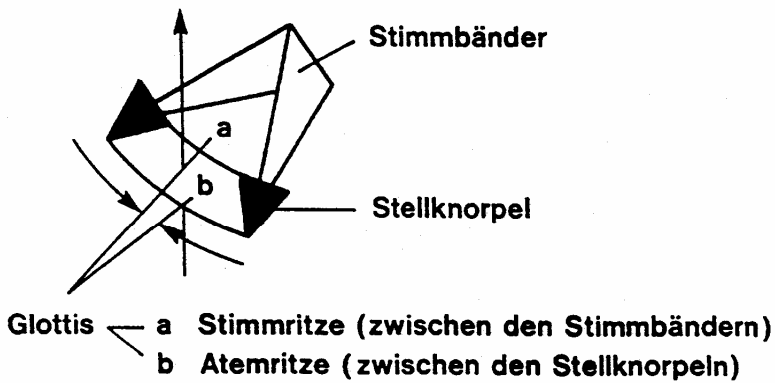 Stimmbänder
a
b
Stellknorpel
Glottis a Stimmritze (zwischen den Stimmbändern)
b Atemritze (zwischen den Stellknorpeln)